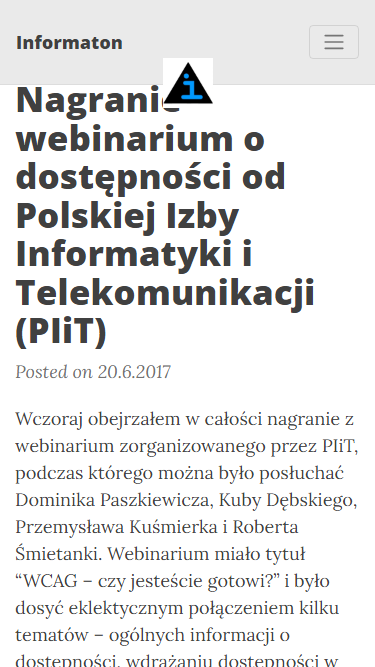 Informaton
Nagranie
webinarium o
dostępności od
Polskiej Izby
Informatyki i
Telekomunikacji
(PIiT)
Posted on 20.6.2017
Wczoraj obejrzałem w całości nagranie z
webinarium zorganizowanego przez PIiT,
podczas którego można było posłuchać
Dominika Paszkiewicza, Kuby Dębskiego,
Przemysława Kuśmierka i Roberta
Śmietanki. Webinarium miało tytuł
“WCAG – czy jesteście gotowi?” i było
dosyć eklektycznym połączeniem kilku
tematów – ogólnych informacji o
dostępności, wdrażaniu dostępności w